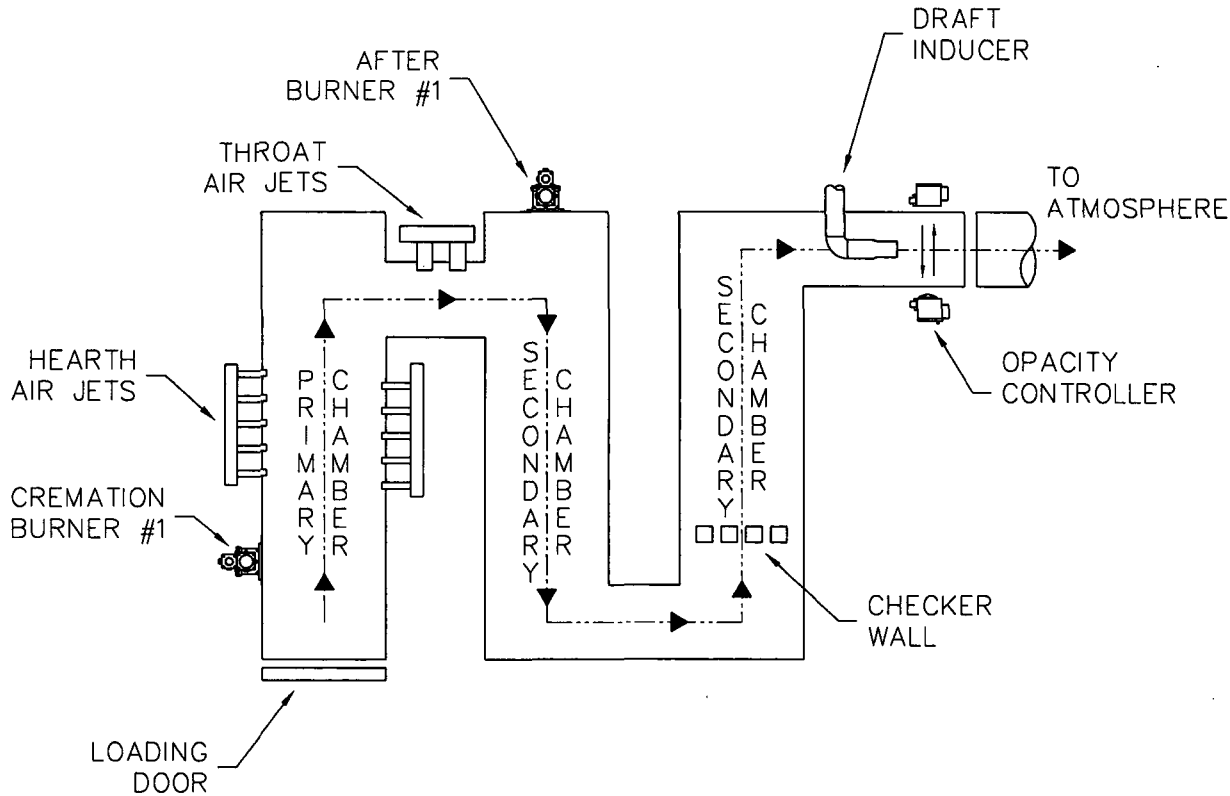 DRAFT
INDUCER
AFTER
BURNER #1
THROAT
AIR JETS
TO
ATMOSPHERE
HEARTH
AIR JETS
PRIMARY
CHAMBER
SECONDARY
CHAMBER
SECONDARY
CHAMBER
OPACITY
CONTROLLER
CREMATION
BURNER #1
CHECKER
WALL
LOADING
DOOR